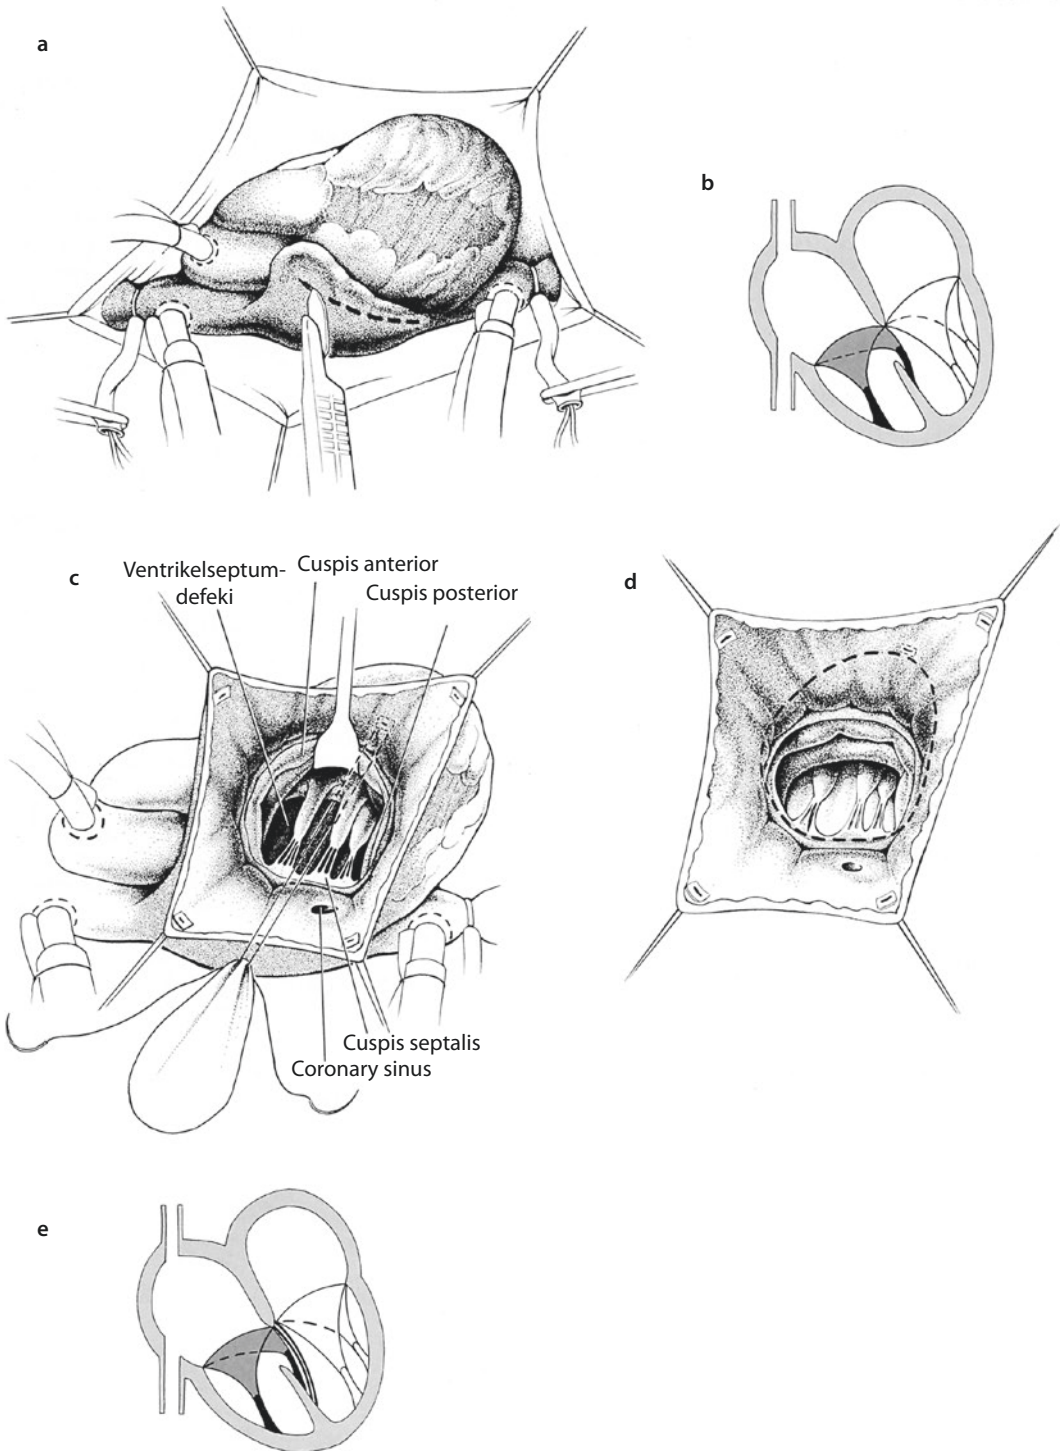 a
b
c
Ventrikelseptum-
defeki
Cuspis anterior
Cuspis posterior
d
Cuspis septalis
Coronary sinus
e